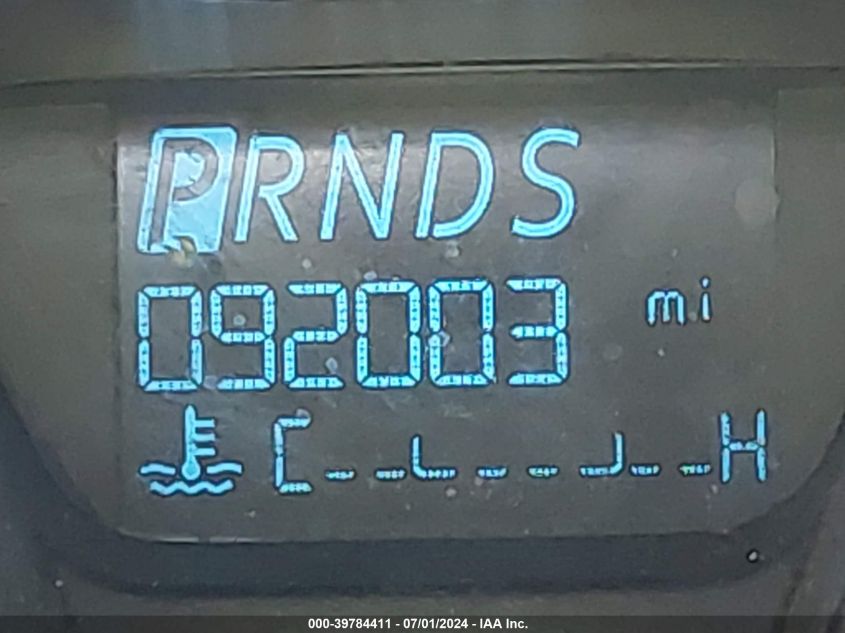 PRNDS
092003 mi
C H
000-39784411 - 07/01/2024 - IAA Inc.